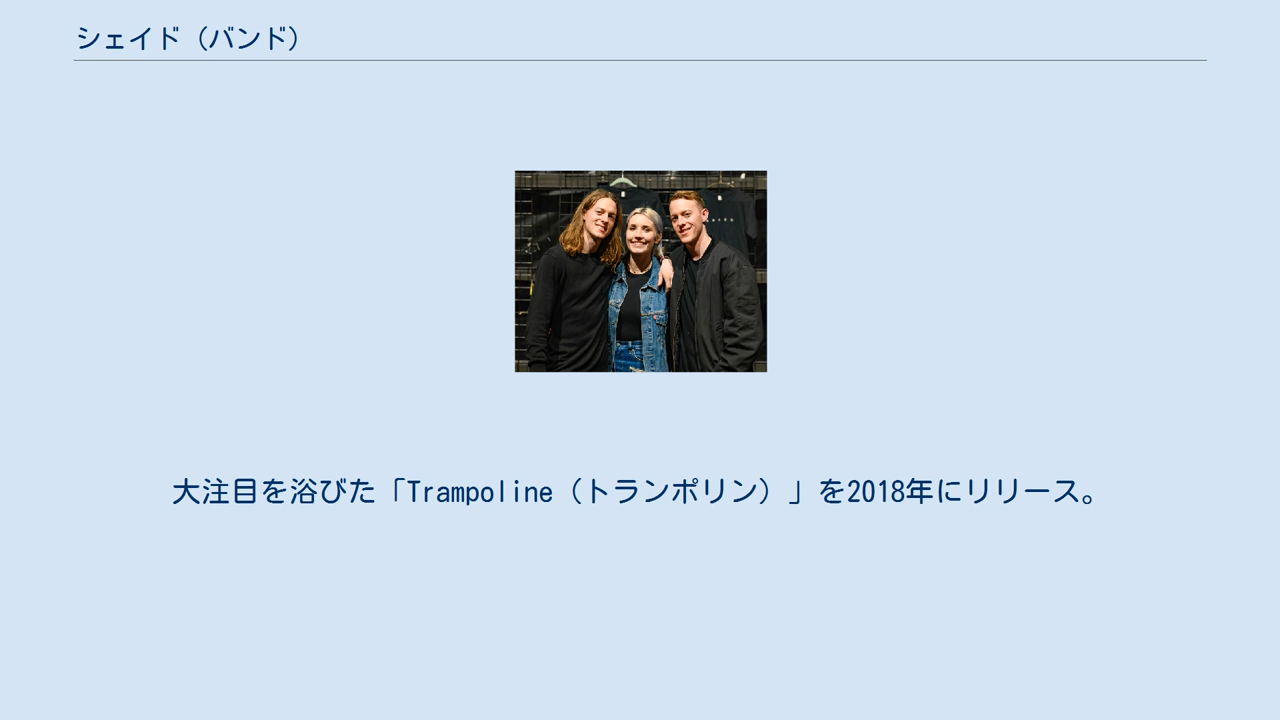 シェイド（バンド）
大注目を浴びた「Trampoline（トランポリン）」を2018年にリリース。